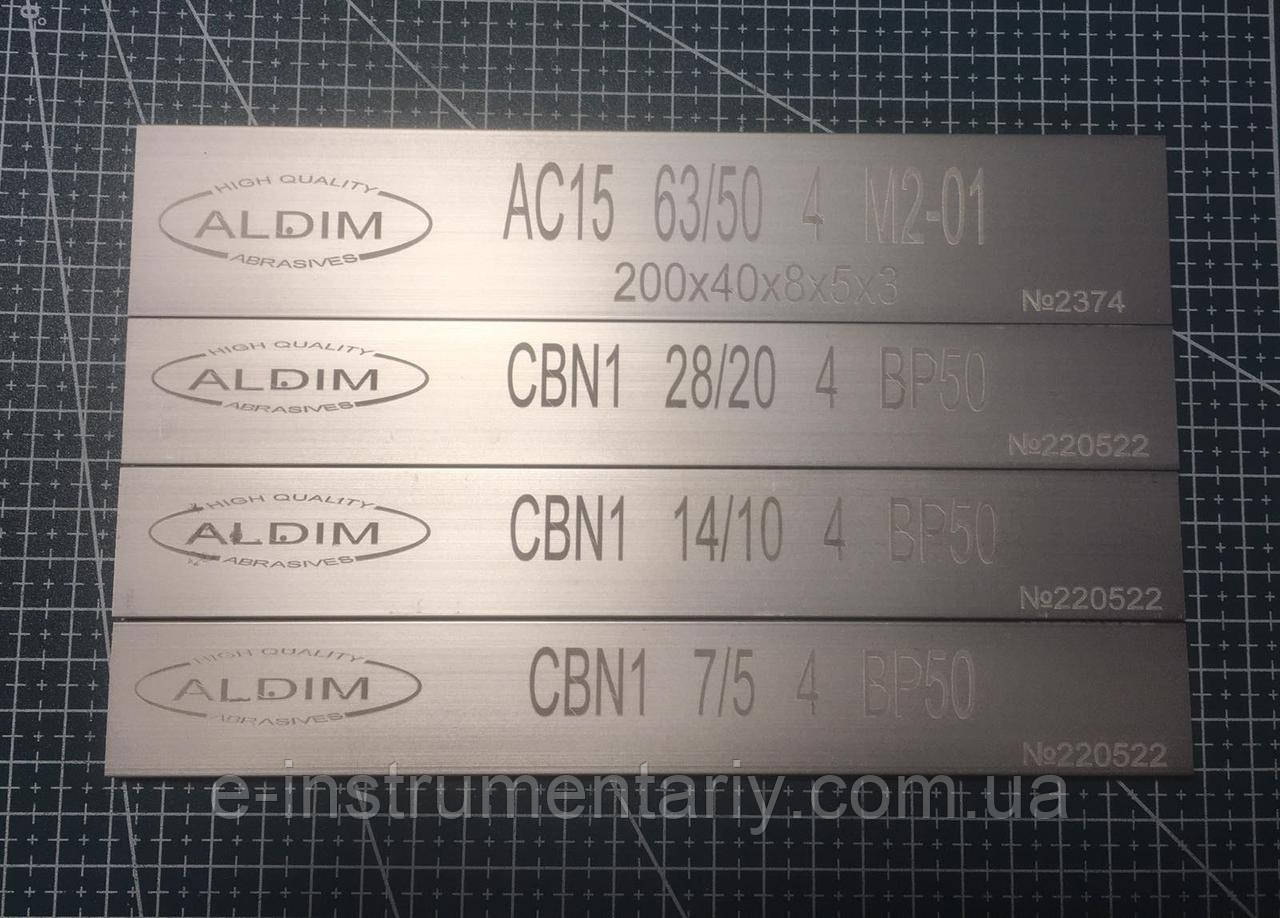 HIGH QUALITY
ALDIM
ABRASIVES
AC15 63/50 4 M2-01
200x40x8x5x3
№2374
HIGH QUALITY
ALDIM
ABRASIVES
CBN1 28/20 4 BP50
№220522
HIGH QUALITY
ALDIM
ABRASIVES
CBN1 14/10 4 BP50
№220522
HIGH QUALITY
ALDIM
ABRASIVES
CBN1 7/5 4 BP50
№220522
e-instrumentariy.com.ua